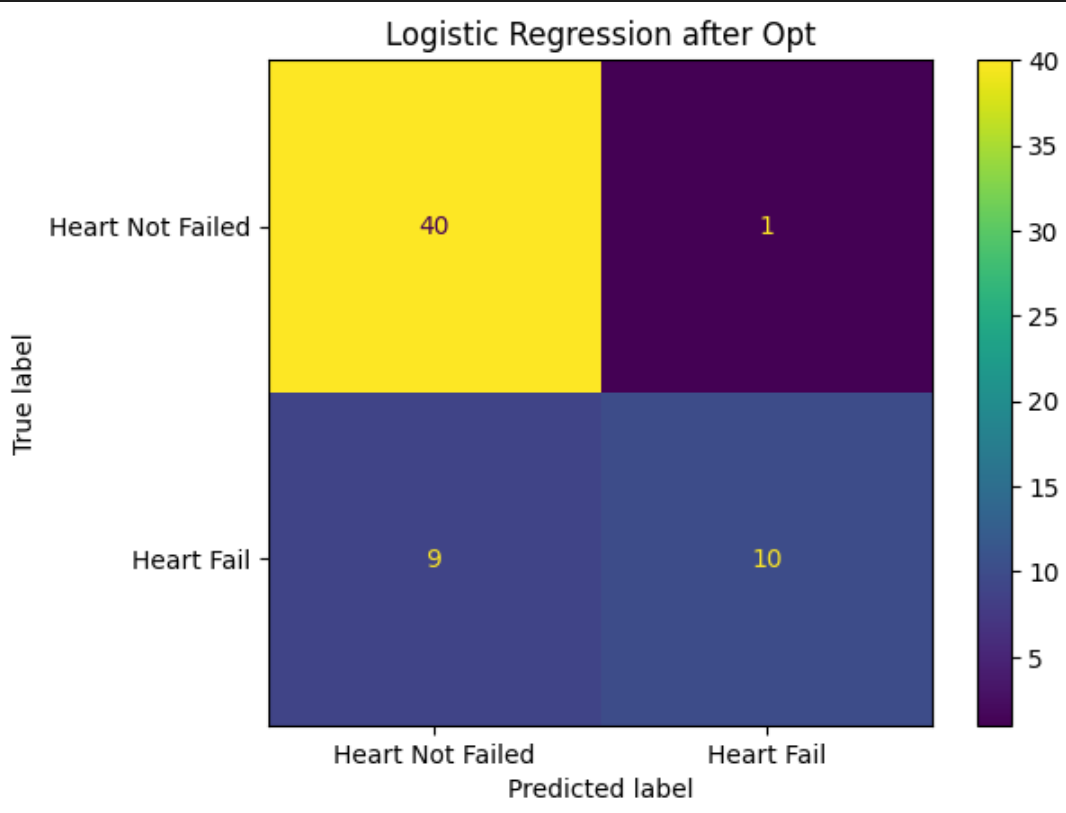 Logistic Regression after Opt
40
35
30
25
20
15
10
5
True label
Heart Not Failed
40
1
Heart Fail
9
10
Heart Not Failed
Heart Fail
Predicted label